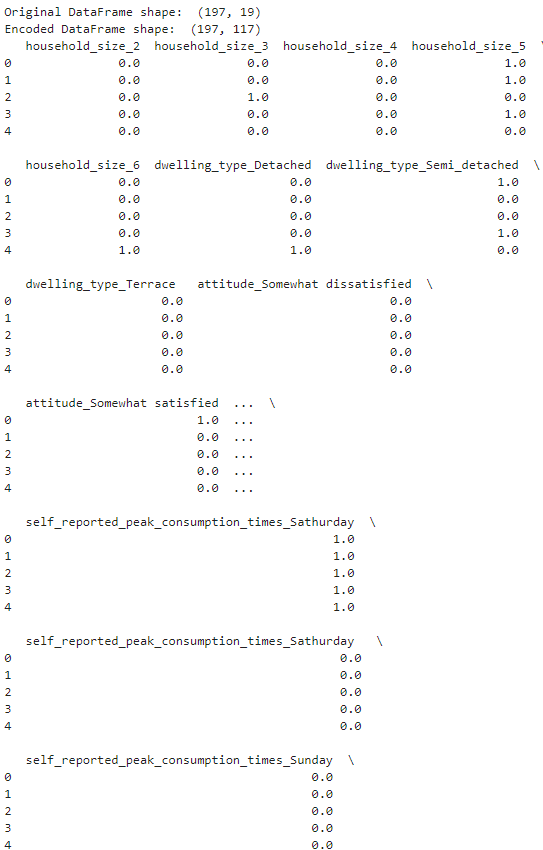 Original DataFrame shape:  (197, 19)
Encoded DataFrame shape:  (197, 117)
   household_size_2  household_size_3  household_size_4  household_size_5  \
0               0.0               0.0               0.0               1.0
1               0.0               0.0               0.0               1.0
2               0.0               1.0               0.0               0.0
3               0.0               0.0               0.0               1.0
4               0.0               0.0               0.0               0.0

   household_size_6  dwelling_type_Detached  dwelling_type_Semi_detached  \
0               0.0                     0.0                          1.0
1               0.0                     0.0                          0.0
2               0.0                     0.0                          0.0
3               0.0                     0.0                          1.0
4               1.0                     1.0                          0.0

   dwelling_type_Terrace   attitude_Somewhat dissatisfied  \
0                     0.0                             0.0
1                     0.0                             0.0
2                     0.0                             0.0
3                     0.0                             0.0
4                     0.0                             0.0

   attitude_Somewhat satisfied  ...  \
0                          1.0  ...
1                          0.0  ...
2                          0.0  ...
3                          0.0  ...
4                          0.0  ...

   self_reported_peak_consumption_times_Sathurday  \
0                                             1.0
1                                             1.0
2                                             1.0
3                                             1.0
4                                             1.0

   self_reported_peak_consumption_times_Sathurday   \
0                                              0.0
1                                              0.0
2                                              0.0
3                                              0.0
4                                              0.0

   self_reported_peak_consumption_times_Sunday  \
0                                          0.0
1                                          0.0
2                                          0.0
3                                          0.0
4                                          0.0